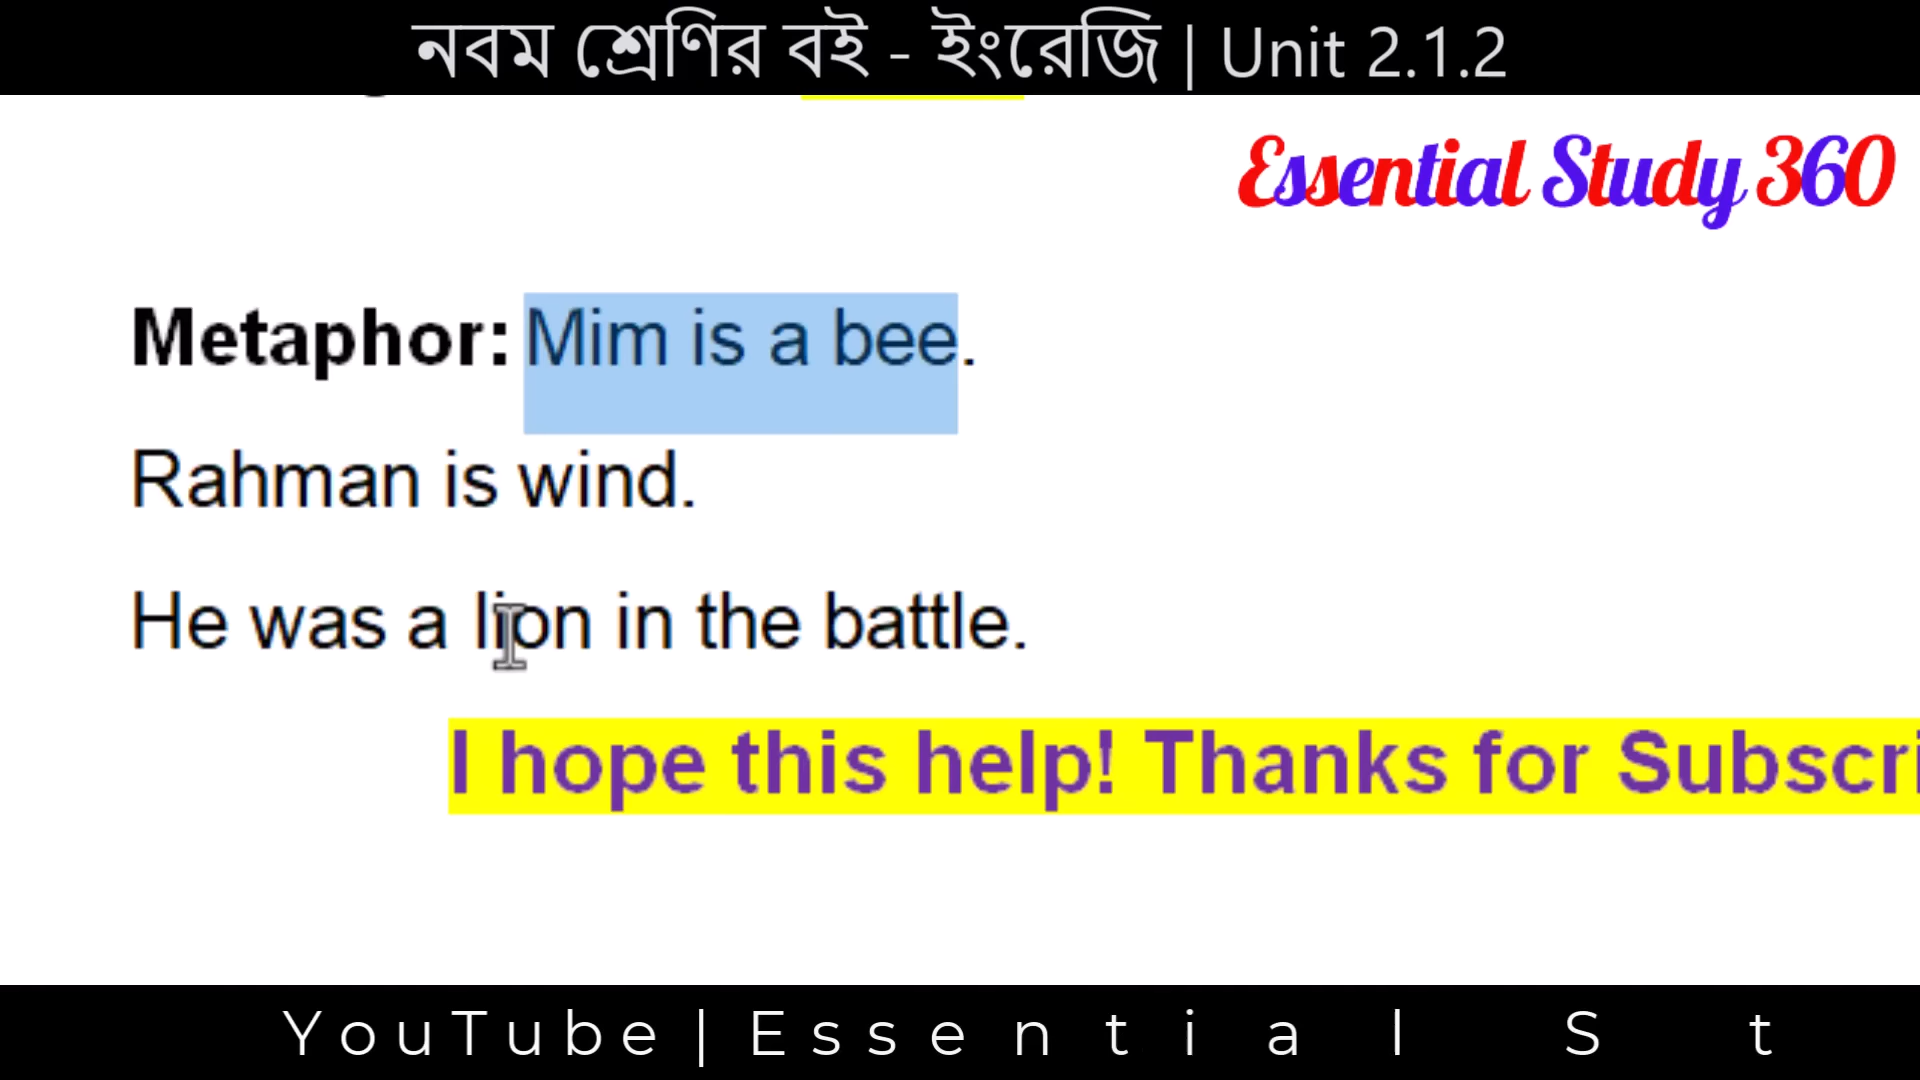 নবম শ্রেণির বই - ইংরেজি | Unit 2.1.2
Essential Study 360
Metaphor: Mim is a bee.
Rahman is wind.
He was a lion in the battle.
I hope this help! Thanks for Subscri
YouTube|Essential St